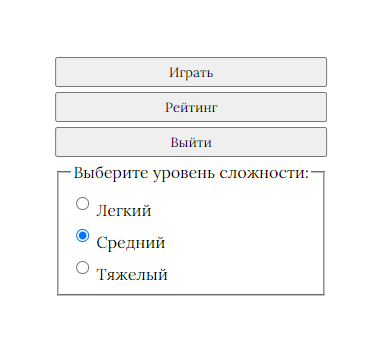 Играть
Рейтинг
Выйти
Выберите уровень сложности:
Легкий
Средний
Тяжелый